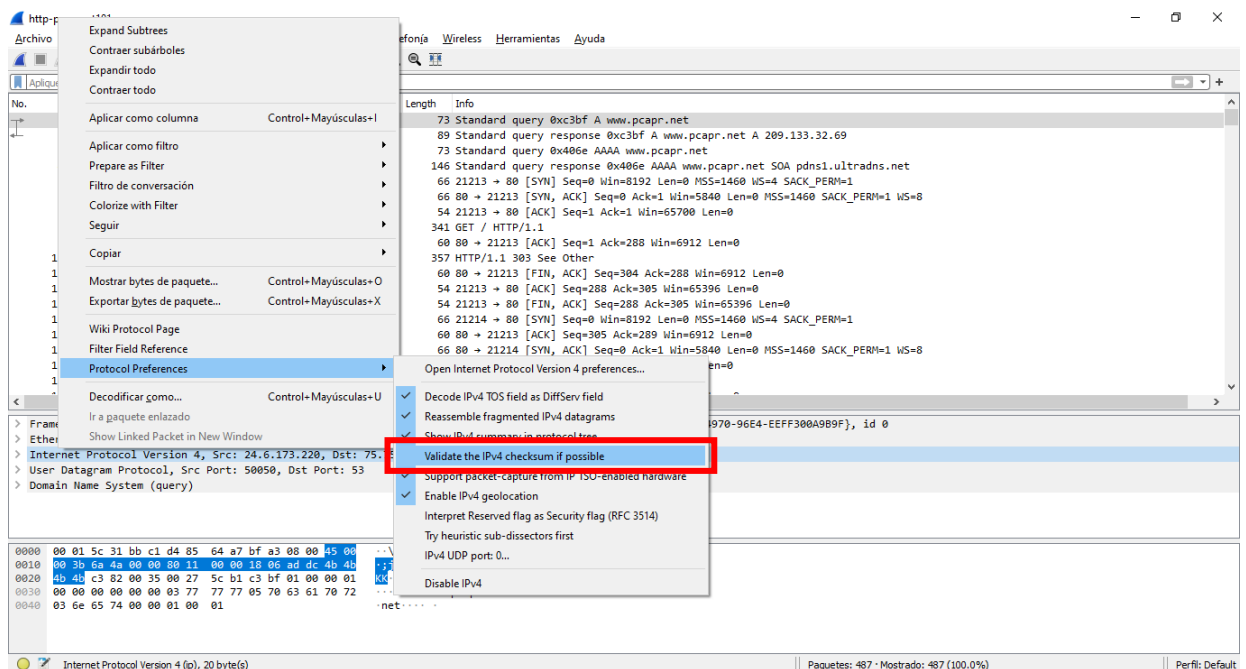 Archivo
efonía Wireless Herramientas Ayuda
Expand Subtrees
Contraer subárboles
Expandir todo
Contraer todo
Aplicar como columna Control+Mayúsculas+I
Aplicar como filtro
Prepare as Filter
Filtro de conversación
Colorize with Filter
Seguir
Copiar
Mostrar bytes de paquete... Control+Mayúsculas+O
Exportar bytes de paquete... Control+Mayúsculas+X
Wiki Protocol Page
Filter Field Reference
Protocol Preferences
Decodificar como... Control+Mayúsculas+U
Ir a paquete enlazado
Show Linked Packet in New Window
No. Length Info
73 Standard query 0xc3bf A www.pcapr.net
89 Standard query response 0xc3bf A www.pcapr.net A 209.133.32.69
73 Standard query 0x406e AAAA www.pcapr.net
146 Standard query response 0x406e AAAA www.pcapr.net SOA pdns1.ultradns.net
66 21213 → 80 [SYN] Seq=0 Win=8192 Len=0 MSS=1460 WS=4 SACK_PERM=1
66 80 → 21213 [SYN, ACK] Seq=0 Ack=1 Win=5840 Len=0 MSS=1460 SACK_PERM=1 WS=8
54 21213 → 80 [ACK] Seq=1 Ack=1 Win=65700 Len=0
341 GET / HTTP/1.1
60 80 → 21213 [ACK] Seq=1 Ack=288 Win=6912 Len=0
357 HTTP/1.1 303 See Other
60 80 → 21213 [FIN, ACK] Seq=304 Ack=288 Win=6912 Len=0
54 21213 → 80 [ACK] Seq=288 Ack=305 Win=65396 Len=0
54 21213 → 80 [FIN, ACK] Seq=288 Ack=305 Win=65396 Len=0
66 21214 → 80 [SYN] Seq=0 Win=8192 Len=0 MSS=1460 WS=4 SACK_PERM=1
60 80 → 21213 [ACK] Seq=305 Ack=289 Win=6912 Len=0
66 80 → 21214 [SYN, ACK] Seq=0 Ack=1 Win=5840 Len=0 MSS=1460 SACK_PERM=1 WS=8
en=0
Open Internet Protocol Version 4 preferences...
Decode IPv4 TOS field as DiffServ field
Reassemble fragmented IPv4 datagrams
Show IPv4 summary in protocol tree
Validate the IPv4 checksum if possible
Support packet-capture from IP TSO-enabled hardware
Enable IPv4 geolocation
Interpret Reserved flag as Security flag (RFC 3514)
Try heuristic sub-dissectors first
IPv4 UDP port: 0...
Disable IPv4
Frame 4970-96E4-EEFF300A9B9F}, id 0
Ether
Internet Protocol Version 4, Src: 24.6.173.220, Dst: 75.
User Datagram Protocol, Src Port: 50050, Dst Port: 53
Domain Name System (query)
0000 00 01 5c 31 bb c1 d4 85 64 a7 bf a3 08 00 45 00
0010 00 3b 6a 4a 00 00 80 11 00 00 18 06 ad dc 4b 4b
0020 4b 4b c3 82 00 35 00 27 5c b1 c3 bf 01 00 00 01 KK
0030 00 00 00 00 00 00 03 77 77 77 05 70 63 61 70 72
0040 03 6e 65 74 00 00 01 00 01 ·net···· ·
Internet Protocol Version 4 (ip), 20 byte(s) Paquetes: 487 · Mostrado: 487 (100.0%) Perfil: Default